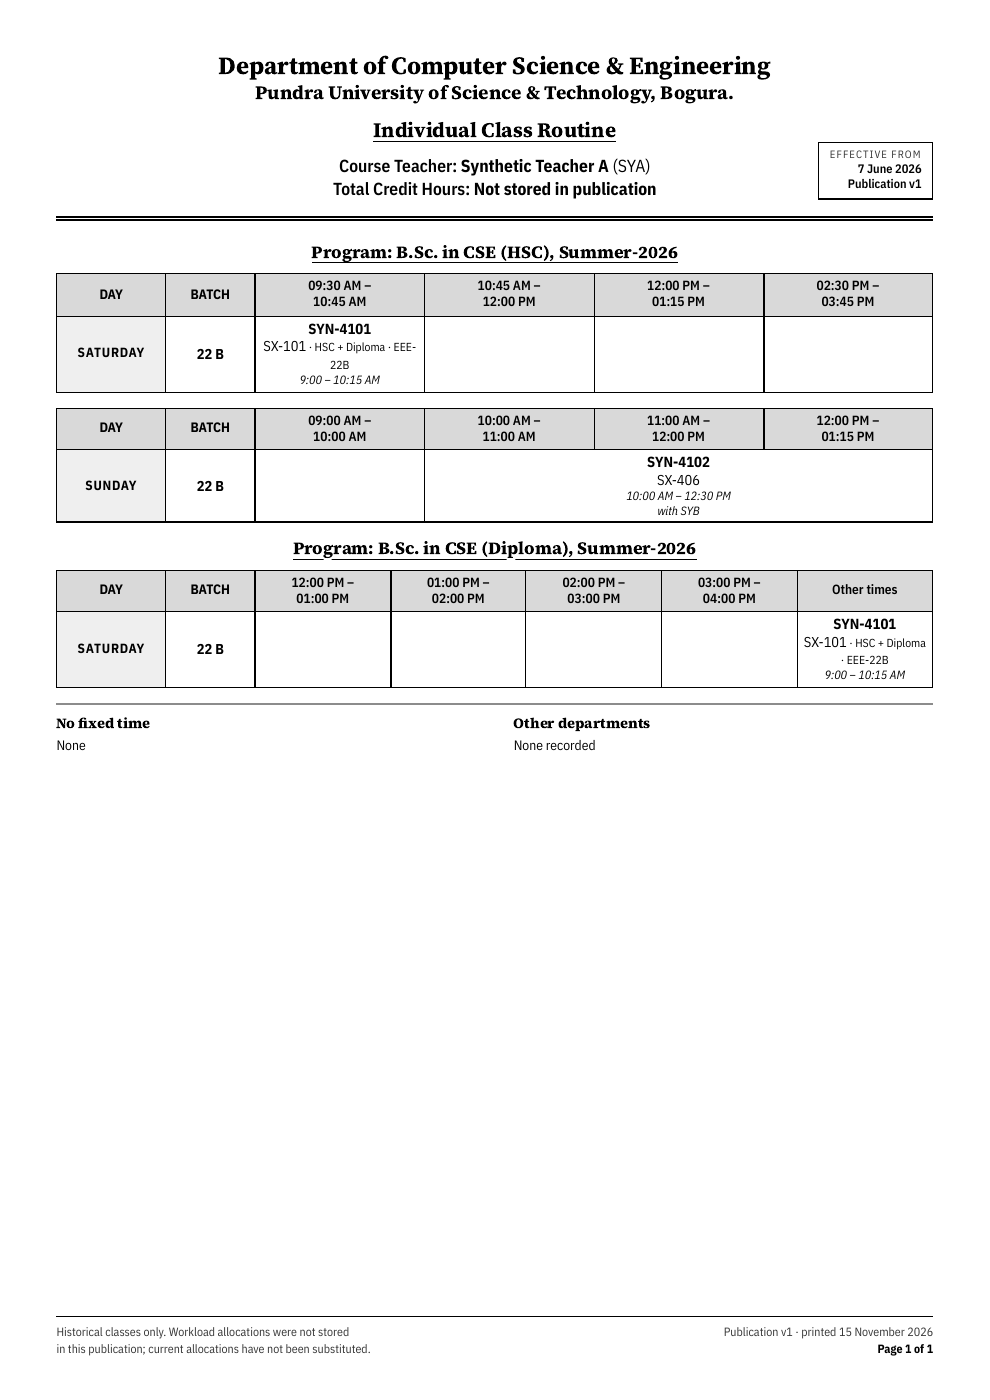 Department of Computer Science & Engineering
Pundra University of Science & Technology, Bogura.
Individual Class Routine
Course Teacher: Synthetic Teacher A (SYA)
Total Credit Hours: Not stored in publication
EFFECTIVE FROM
7 June 2026
Publication v1
Program: B.Sc. in CSE (HSC), Summer-2026
DAY BATCH 09:30 AM – 10:45 AM 10:45 AM – 12:00 PM 12:00 PM – 01:15 PM 02:30 PM – 03:45 PM
SATURDAY 22 B
SYN-4101
SX-101 · HSC + Diploma · EEE-
22B
9:00 – 10:15 AM
DAY BATCH 09:00 AM – 10:00 AM 10:00 AM – 11:00 AM 11:00 AM – 12:00 PM 12:00 PM – 01:15 PM
SUNDAY 22 B
SYN-4102
SX-406
10:00 AM – 12:30 PM
with SYB
Program: B.Sc. in CSE (Diploma), Summer-2026
DAY BATCH 12:00 PM – 01:00 PM 01:00 PM – 02:00 PM 02:00 PM – 03:00 PM 03:00 PM – 04:00 PM Other times
SATURDAY 22 B
SYN-4101
SX-101 · HSC + Diploma
· EEE-22B
9:00 – 10:15 AM
No fixed time
None
Other departments
None recorded
Historical classes only. Workload allocations were not stored
in this publication; current allocations have not been substituted.
Publication v1 · printed 15 November 2026
Page 1 of 1